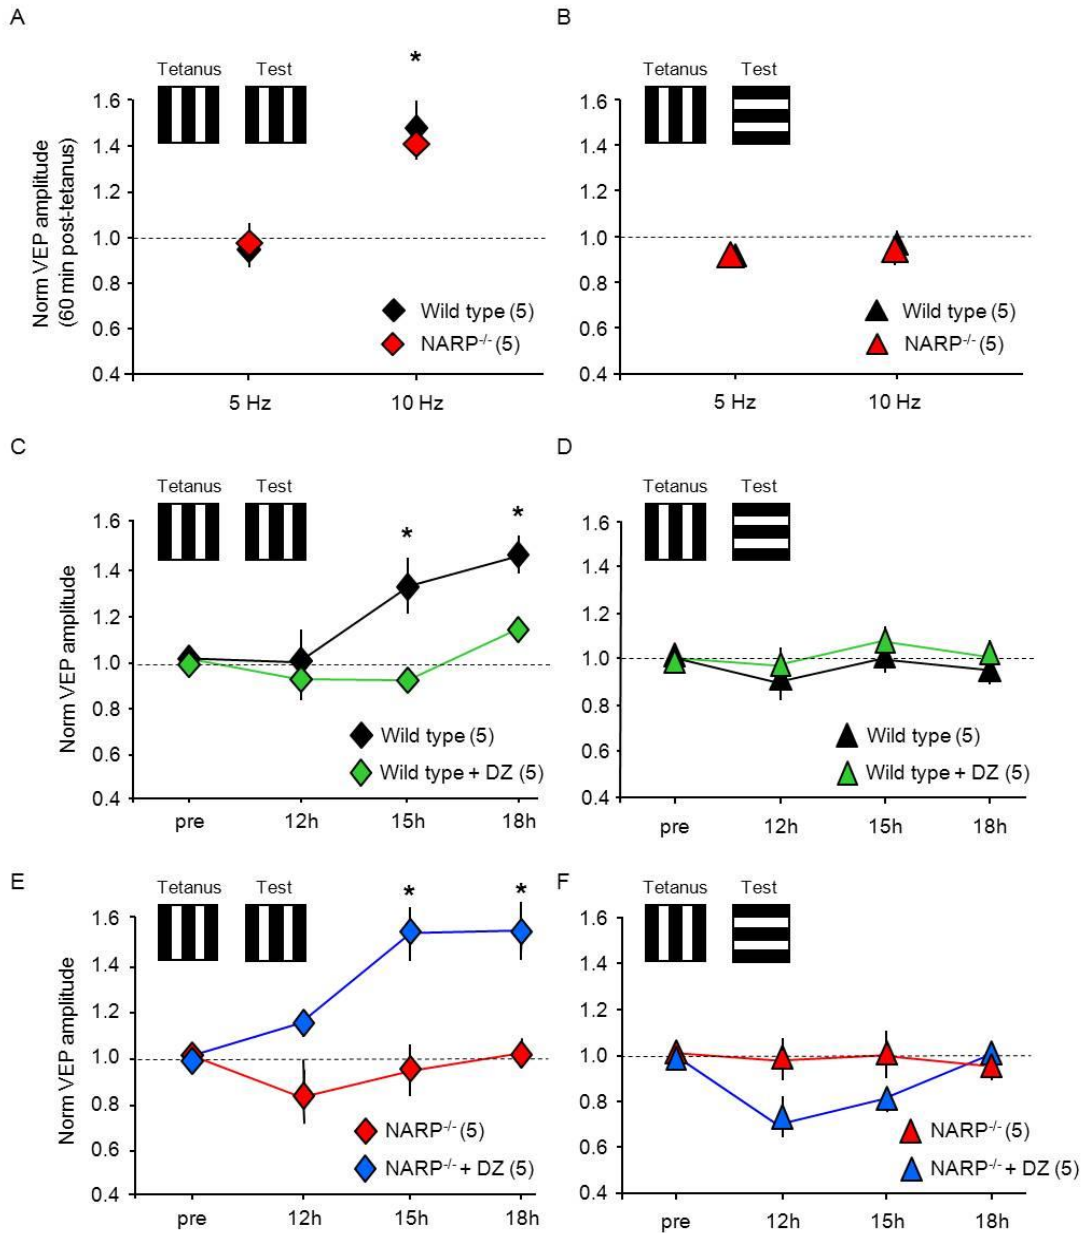 A
Tetanus Test
*
Norm VEP amplitude
(60 min post-tetanus)
1.6
1.4
1.2
1.0
0.8
0.6
0.4
Wild type (5)
NARP-/- (5)
5 Hz 10 Hz
B
Tetanus Test
1.6
1.4
1.2
1.0
0.8
0.6
0.4
Wild type (5)
NARP-/- (5)
5 Hz 10 Hz
C
Tetanus Test
* *
Norm VEP amplitude
1.6
1.4
1.2
1.0
0.8
0.6
0.4
Wild type (5)
Wild type + DZ (5)
pre 12h 15h 18h
D
Tetanus Test
1.6
1.4
1.2
1.0
0.8
0.6
0.4
Wild type (5)
Wild type + DZ (5)
pre 12h 15h 18h
E
Tetanus Test
* *
Norm VEP amplitude
1.6
1.4
1.2
1.0
0.8
0.6
0.4
NARP-/- (5)
NARP-/- + DZ (5)
pre 12h 15h 18h
F
Tetanus Test
1.6
1.4
1.2
1.0
0.8
0.6
0.4
NARP-/- (5)
NARP-/- + DZ (5)
pre 12h 15h 18h